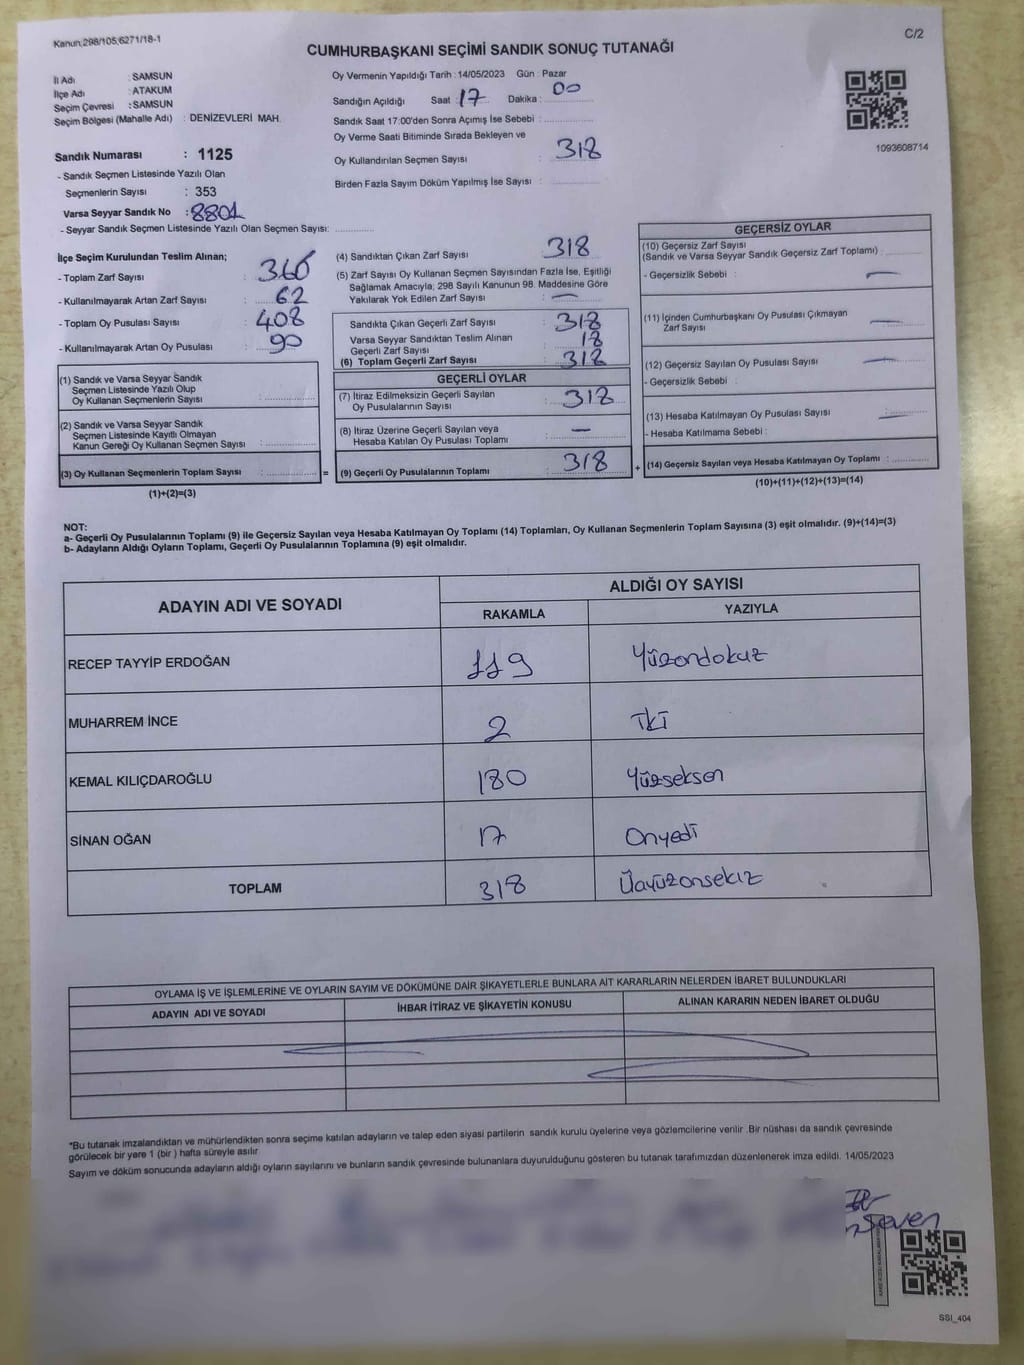 Kanun;298/105;6271/18-1
C/2
CUMHURBAŞKANI SEÇİMİ SANDIK SONUÇ TUTANAĞI
İl Adı : SAMSUN
İlçe Adı : ATAKUM
Seçim Çevresi : SAMSUN
Seçim Bölgesi (Mahalle Adı) : DENİZEVLERİ MAH.
Sandık Numarası : 1125
- Sandık Seçmen Listesinde Yazılı Olan
Seçmenlerin Sayısı : 353
Varsa Seyyar Sandık No : 8801
- Seyyar Sandık Seçmen Listesinde Yazılı Olan Seçmen Sayısı:
Oy Vermenin Yapıldığı Tarih : 14/05/2023 Gün : Pazar
Sandığın Açıldığı Saat : 17 Dakika : 00
Sandık Saat 17:00'den Sonra Açımış İse Sebebi :
Oy Verme Saati Bitiminde Sırada Bekleyen ve
Oy Kullandırılan Seçmen Sayısı : 318
Birden Fazla Sayım Döküm Yapılmış İse Sayısı :
1093608714
İlçe Seçim Kurulundan Teslim Alınan;
- Toplam Zarf Sayısı : 366
- Kullanılmayarak Artan Zarf Sayısı : 62
- Toplam Oy Pusulası Sayısı : 408
- Kullanılmayarak Artan Oy Pusulası : 90
(1) Sandık ve Varsa Seyyar Sandık
Seçmen Listesinde Yazılı Olup
Oy Kullanan Seçmenlerin Sayısı :
(2) Sandık ve Varsa Seyyar Sandık
Seçmen Listesinde Kayıtlı Olmayan
Kanun Gereği Oy Kullanan Seçmen Sayısı :
(3) Oy Kullanan Seçmenlerin Toplam Sayısı : =
(1)+(2)=(3)
(4) Sandıktan Çıkan Zarf Sayısı : 318
(5) Zarf Sayısı Oy Kullanan Seçmen Sayısından Fazla İse, Eşitliği
Sağlamak Amacıyla; 298 Sayılı Kanunun 98. Maddesine Göre
Yakılarak Yok Edilen Zarf Sayısı : —
Sandıkta Çıkan Geçerli Zarf Sayısı : 318
Varsa Seyyar Sandıktan Teslim Alınan
Geçerli Zarf Sayısı : 18
(6) Toplam Geçerli Zarf Sayısı : 318
GEÇERLİ OYLAR
(7) İtiraz Edilmeksizin Geçerli Sayılan
Oy Pusulalarının Sayısı : 318
(8) İtiraz Üzerine Geçerli Sayılan veya
Hesaba Katılan Oy Pusulası Toplamı : —
(9) Geçerli Oy Pusulalarının Toplamı : 318 +
GEÇERSİZ OYLAR
(10) Geçersiz Zarf Sayısı
(Sandık ve Varsa Seyyar Sandık Geçersiz Zarf Toplamı) :
- Geçersizlik Sebebi : —
(11) İçinden Cumhurbaşkanı Oy Pusulası Çıkmayan
Zarf Sayısı : —
(12) Geçersiz Sayılan Oy Pusulası Sayısı : —
- Geçersizlik Sebebi :
(13) Hesaba Katılmayan Oy Pusulası Sayısı : —
- Hesaba Katılmama Sebebi :
(14) Geçersiz Sayılan veya Hesaba Katılmayan Oy Toplamı :
(10)+(11)+(12)+(13)=(14)
NOT:
a- Geçerli Oy Pusulalarının Toplamı (9) ile Geçersiz Sayılan veya Hesaba Katılmayan Oy Toplamı (14) Toplamları, Oy Kullanan Seçmenlerin Toplam Sayısına (3) eşit olmalıdır. (9)+(14)=(3)
b- Adayların Aldığı Oyların Toplamı, Geçerli Oy Pusulalarının Toplamına (9) eşit olmalıdır.
ADAYIN ADI VE SOYADI
ALDIĞI OY SAYISI
RAKAMLA YAZIYLA
RECEP TAYYİP ERDOĞAN 119 Yüzondokuz
MUHARREM İNCE 2 İki
KEMAL KILIÇDAROĞLU 180 Yüzseksen
SİNAN OĞAN 17 Onyedi
TOPLAM 318 Üçyüzonsekiz
OYLAMA İŞ VE İŞLEMLERİNE VE OYLARIN SAYIM VE DÖKÜMÜNE DAİR ŞİKAYETLERLE BUNLARA AİT KARARLARIN NELERDEN İBARET BULUNDUKLARI
ADAYIN ADI VE SOYADI İHBAR İTİRAZ VE ŞİKAYETİN KONUSU ALINAN KARARIN NEDEN İBARET OLDUĞU
*Bu tutanak imzalandıktan ve mühürlendikten sonra seçime katılan adayların ve talep eden siyasi partilerin sandık kurulu üyelerine veya gözlemcilerine verilir .Bir nüshası da sandık çevresinde
görülecek bir yere 1 (bir ) hafta süreyle asılır.
Sayım ve döküm sonucunda adayların aldığı oyların sayılarını ve bunların sandık çevresinde bulunanlara duyurulduğunu gösteren bu tutanak tarafımızdan düzenlenerek imza edildi. 14/05/2023
SSI_404